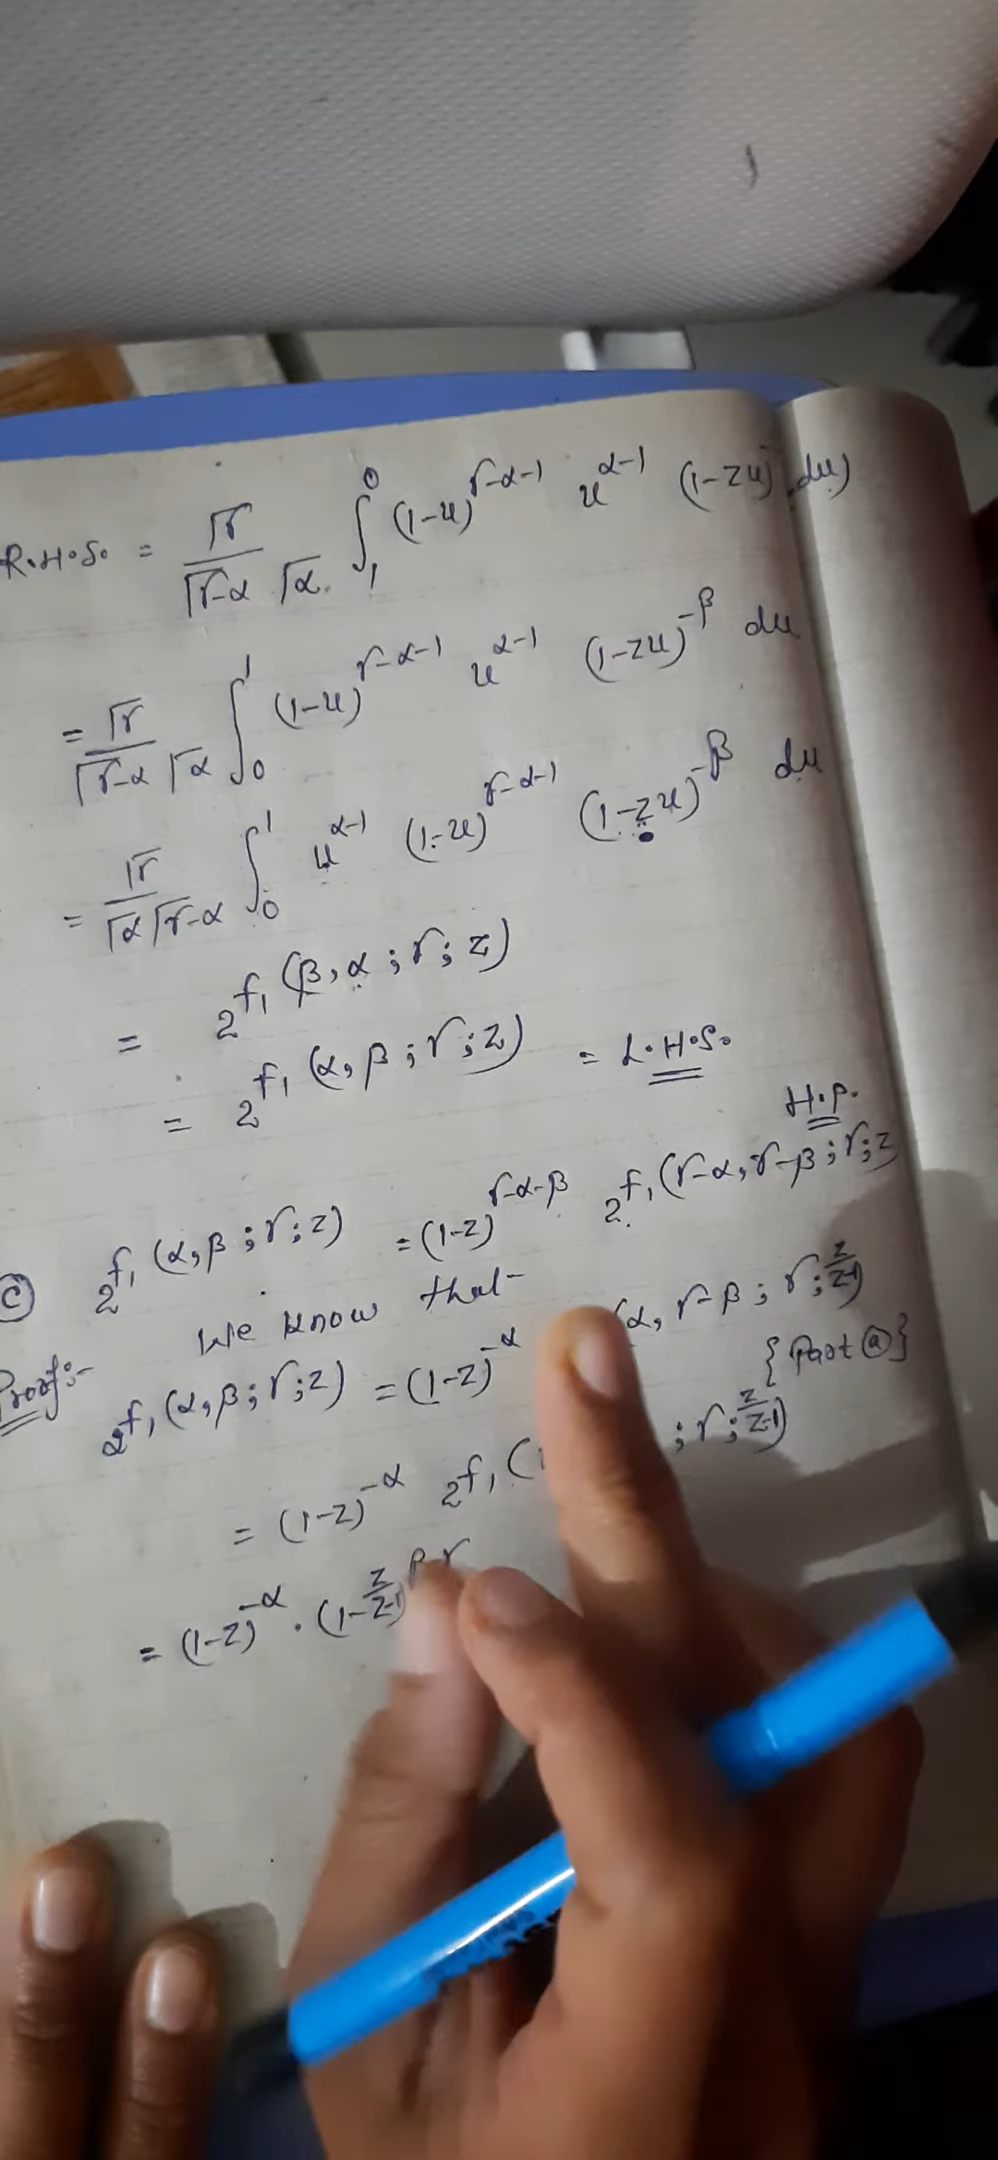 R.H.S. = Γγ / Γγ-α Γα. ∫₁⁰ (1-u)^γ-α-1 u^α-1 (1-zu)⁻ .du)
= Γγ / Γγ-α Γα ∫₀¹ (1-u)^γ-α-1 u^α-1 (1-zu)^-β du
= Γγ / Γα Γγ-α ∫₀¹ u^α-1 (1-u)^γ-α-1 (1-zu)^-β du
= ₂f₁ (β, α ; γ ; z)
= ₂f₁ (α, β ; γ ; z) = L.H.S.
H.P.
(c) ₂f₁ (α, β ; γ ; z) = (1-z)^γ-α-β ₂f₁ (γ-α, γ-β ; γ ; z
Proof:- We know that-
₂f₁ (α, β ; γ ; z) = (1-z)^-α (α, γ-β ; γ ; z/z-1)
{Part (a)}
= (1-z)^-α ₂f₁ ( ; γ ; z/z-1)
= (1-z)^-α . (1-z/z-1)^β-γ